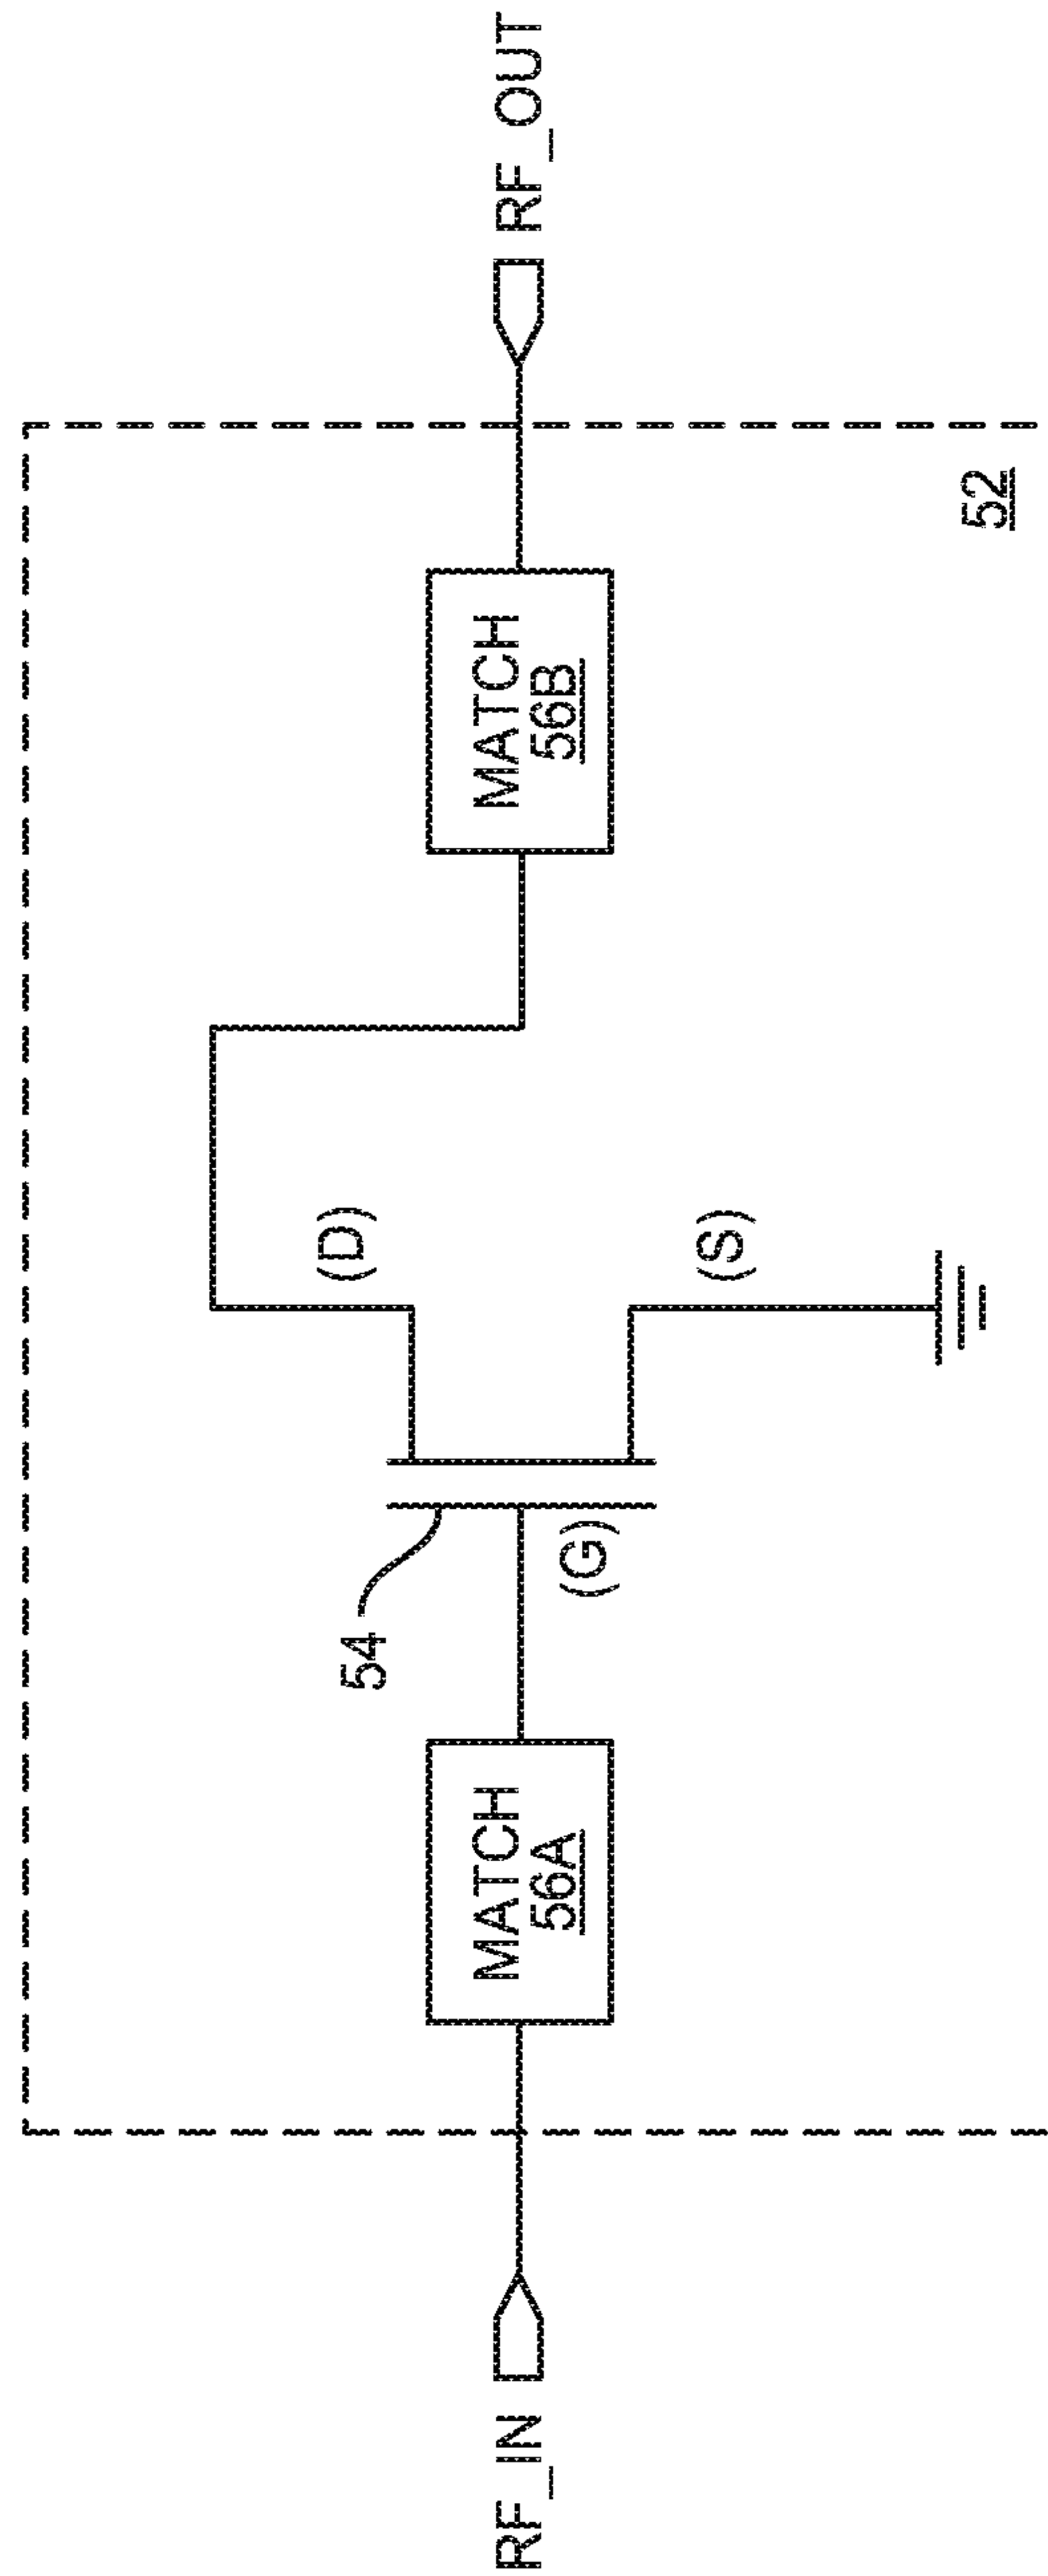 RF_IN
MATCH
56A
54
(G)
(D)
(S)
MATCH
56B
52
RF_OUT